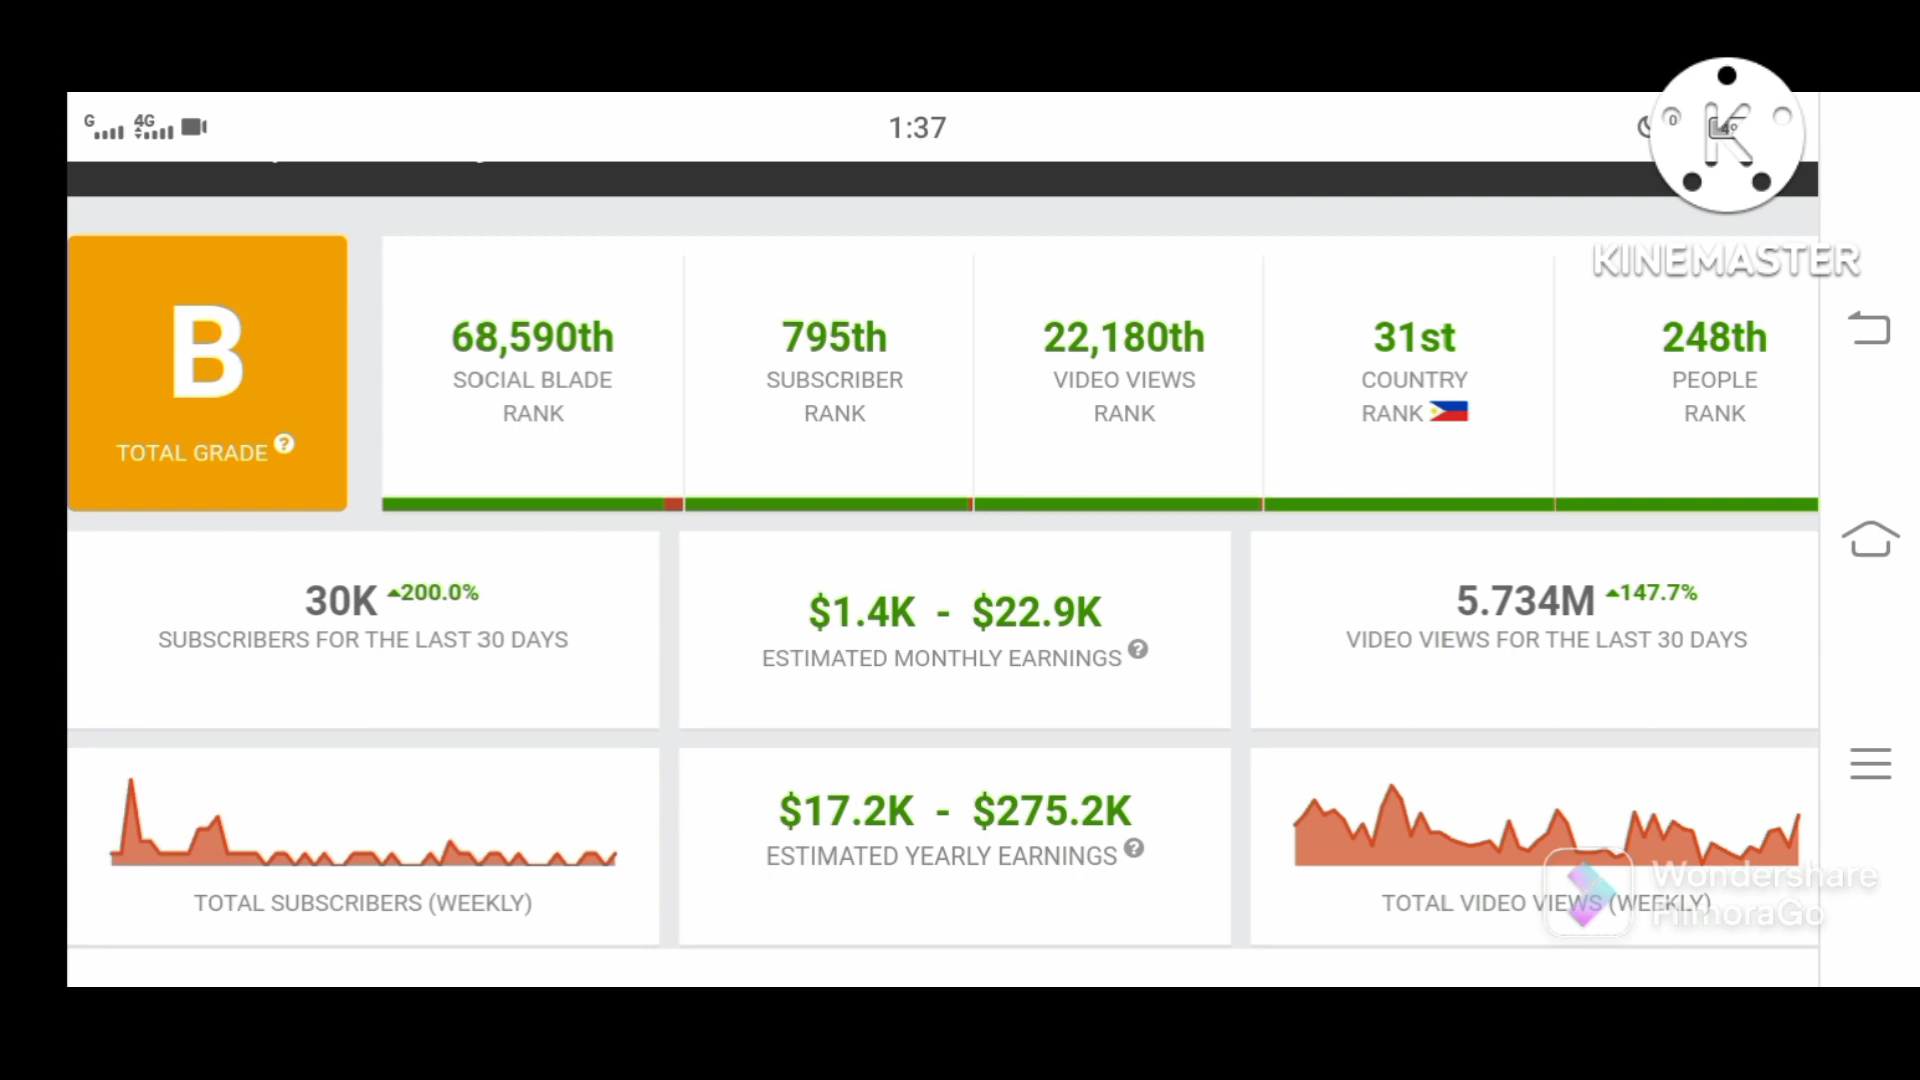 G 4G 1:37
KINEMASTER
B
TOTAL GRADE ?
68,590th
SOCIAL BLADE
RANK
795th
SUBSCRIBER
RANK
22,180th
VIDEO VIEWS
RANK
31st
COUNTRY
RANK
248th
PEOPLE
RANK
30K 200.0%
SUBSCRIBERS FOR THE LAST 30 DAYS
$1.4K - $22.9K
ESTIMATED MONTHLY EARNINGS ?
5.734M 147.7%
VIDEO VIEWS FOR THE LAST 30 DAYS
TOTAL SUBSCRIBERS (WEEKLY)
$17.2K - $275.2K
ESTIMATED YEARLY EARNINGS ?
TOTAL VIDEO VIEWS (WEEKLY)
Wondershare
FilmoraGo